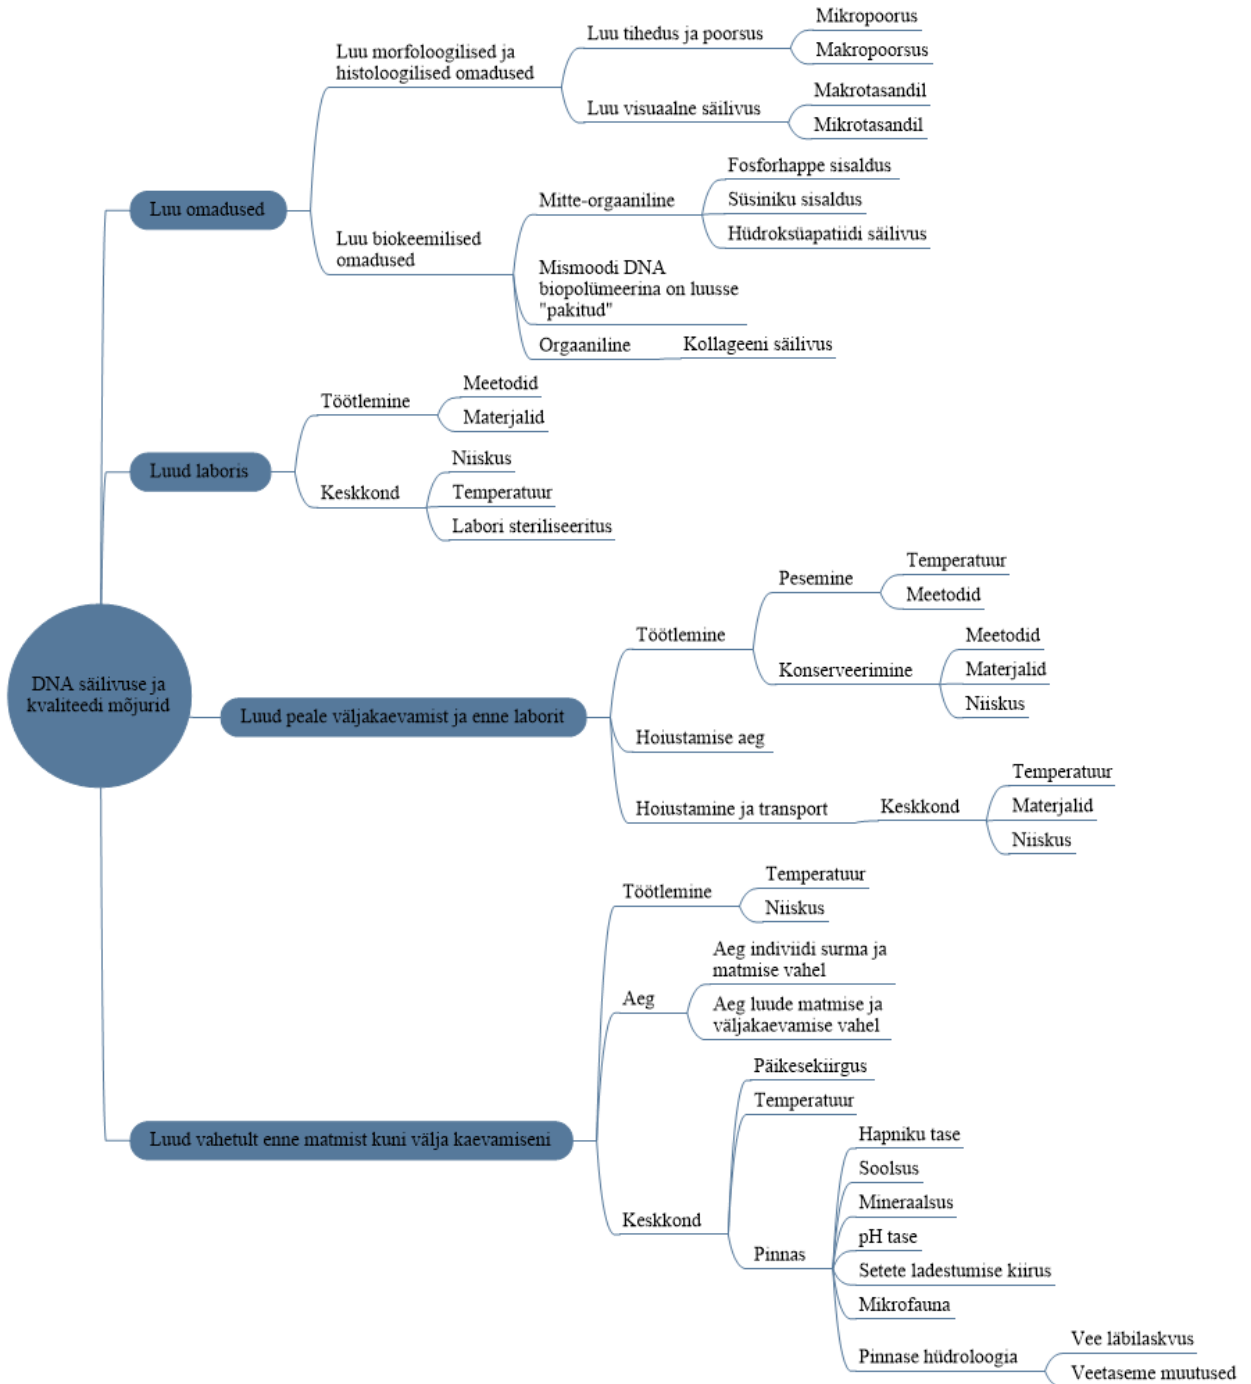 DNA säilivuse ja
kvaliteedi mõjurid
Luu omadused
Luu morfoloogilised ja
histoloogilised omadused
Luu tihedus ja poorsus
Mikropoorus
Makropoorsus
Luu visuaalne säilivus
Makrotasandil
Mikrotasandil
Luu biokeemilised
omadused
Mitte-orgaaniline
Fosforhappe sisaldus
Süsiniku sisaldus
Hüdroksüapatiidi säilivus
Mismoodi DNA
biopolümeerina on luusse
"pakitud"
Orgaaniline
Kollageeni säilivus
Luud laboris
Töötlemine
Meetodid
Materjalid
Keskkond
Niiskus
Temperatuur
Labori steriliseeritus
Luud peale väljakaevamist ja enne laborit
Töötlemine
Pesemine
Temperatuur
Meetodid
Konserveerimine
Meetodid
Materjalid
Niiskus
Hoiustamise aeg
Hoiustamine ja transport
Keskkond
Temperatuur
Materjalid
Niiskus
Luud vahetult enne matmist kuni välja kaevamiseni
Töötlemine
Temperatuur
Niiskus
Aeg
Aeg indiviidi surma ja
matmise vahel
Aeg luude matmise ja
väljakaevamise vahel
Keskkond
Päikesekiirgus
Temperatuur
Pinnas
Hapniku tase
Soolsus
Mineraalsus
pH tase
Setete ladestumise kiirus
Mikrofauna
Pinnase hüdroloogia
Vee läbilaskvus
Veetaseme muutused